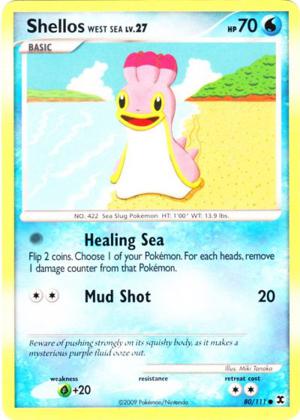 Shellos WEST SEA LV.27 HP 70
BASIC
NO. 422 Sea Slug Pokémon HT: 1'00" WT: 13.9 lbs.
Healing Sea
Flip 2 coins. Choose 1 of your Pokémon. For each heads, remove
1 damage counter from that Pokémon.
Mud Shot 20
Beware of pushing strongly on its squishy body, as it makes a
mysterious purple fluid ooze out.
Illus. Miki Tanaka
weakness resistance retreat cost
+20
©2009 Pokémon/Nintendo 80/111